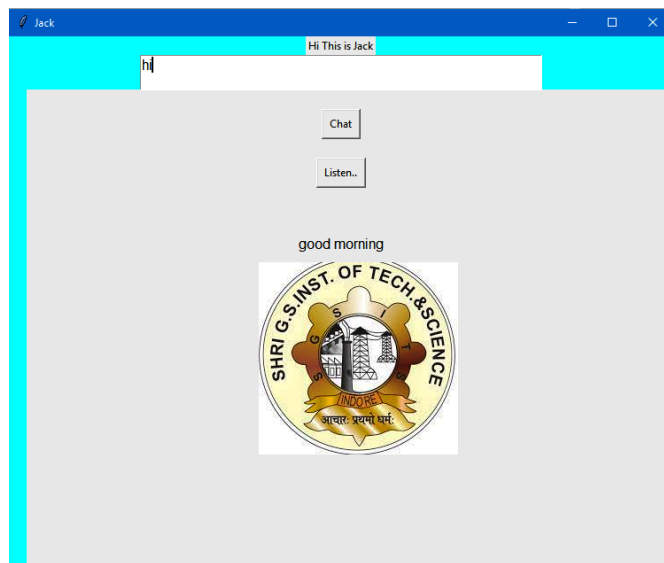 Jack
Hi This is Jack
hi
Chat
Listen..
good morning
SHRI G.S.INST. OF TECH.&SCIENCE
S G S I T S
INDORE
आचारः प्रथमो धर्मः